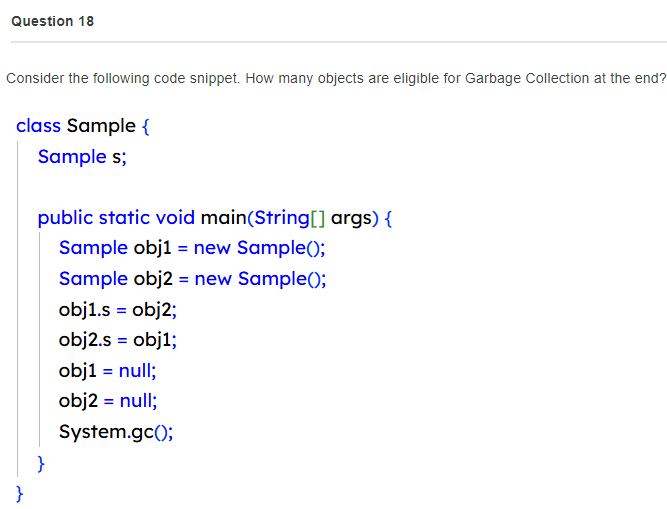 Question 18
Consider the following code snippet. How many objects are eligible for Garbage Collection at the end?
class Sample {
Sample s;
public static void main(String[] args) {
Sample obj1 = new Sample();
Sample obj2 = new Sample();
obj1.s = obj2;
obj2.s = obj1;
obj1 = null;
obj2 = null;
System.gc();
}
}